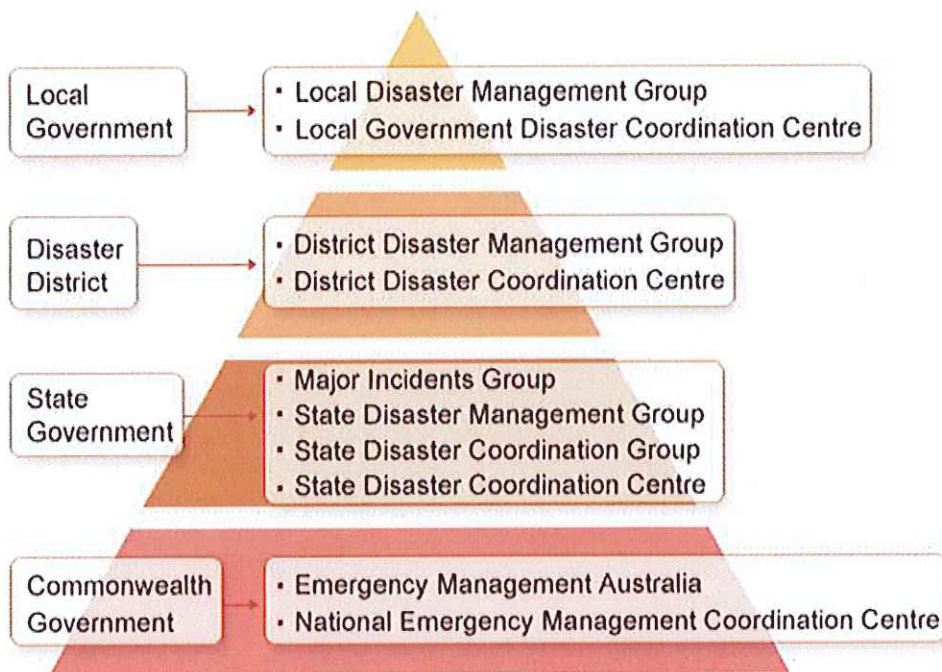 Local
Government
▪ Local Disaster Management Group
▪ Local Government Disaster Coordination Centre
Disaster
District
▪ District Disaster Management Group
▪ District Disaster Coordination Centre
State
Government
▪ Major Incidents Group
▪ State Disaster Management Group
▪ State Disaster Coordination Group
▪ State Disaster Coordination Centre
Commonwealth
Government
▪ Emergency Management Australia
▪ National Emergency Management Coordination Centre